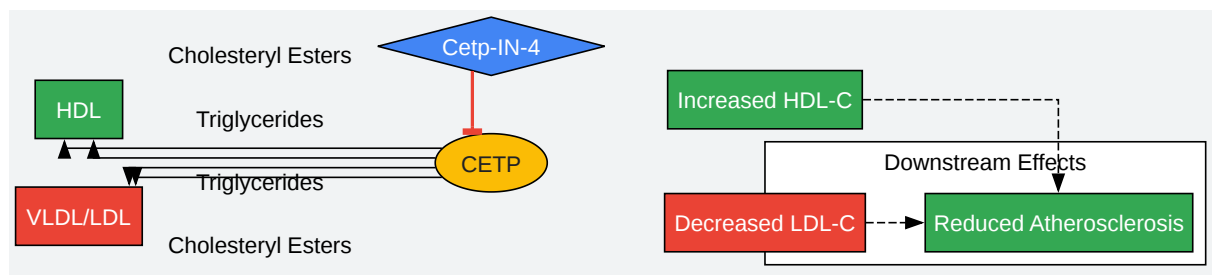 Cholesteryl Esters
Cetp-IN-4
HDL
Triglycerides
CETP
Triglycerides
VLDL/LDL
Cholesteryl Esters
Increased HDL-C
Downstream Effects
Decreased LDL-C
Reduced Atherosclerosis